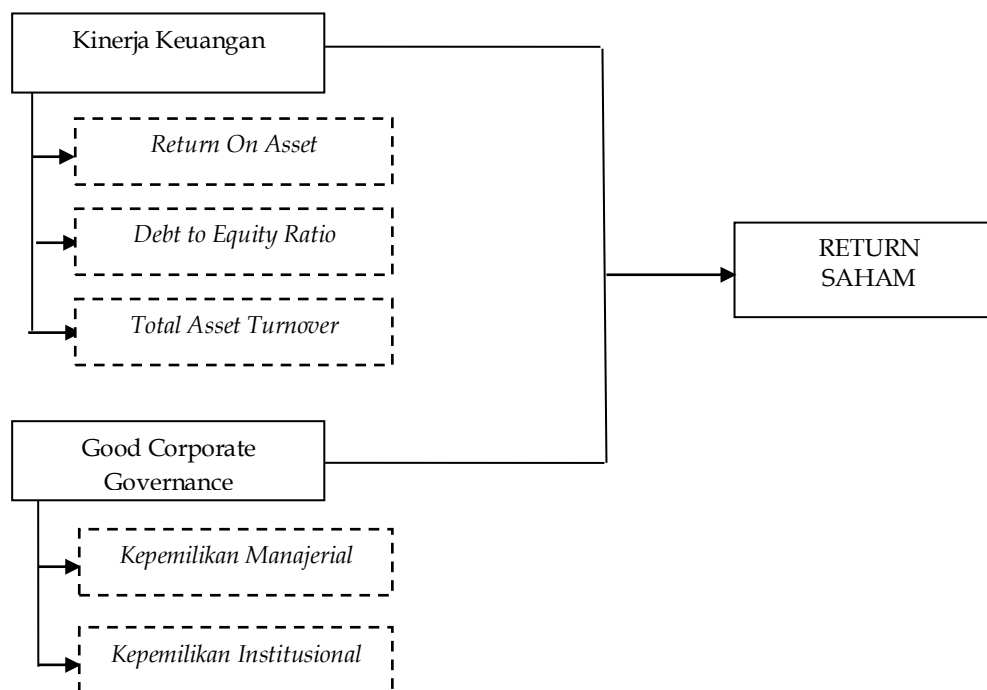 Kinerja Keuangan
Return On Asset
Debt to Equity Ratio
Total Asset Turnover
RETURN
SAHAM
Good Corporate
Governance
Kepemilikan Manajerial
Kepemilikan Institusional